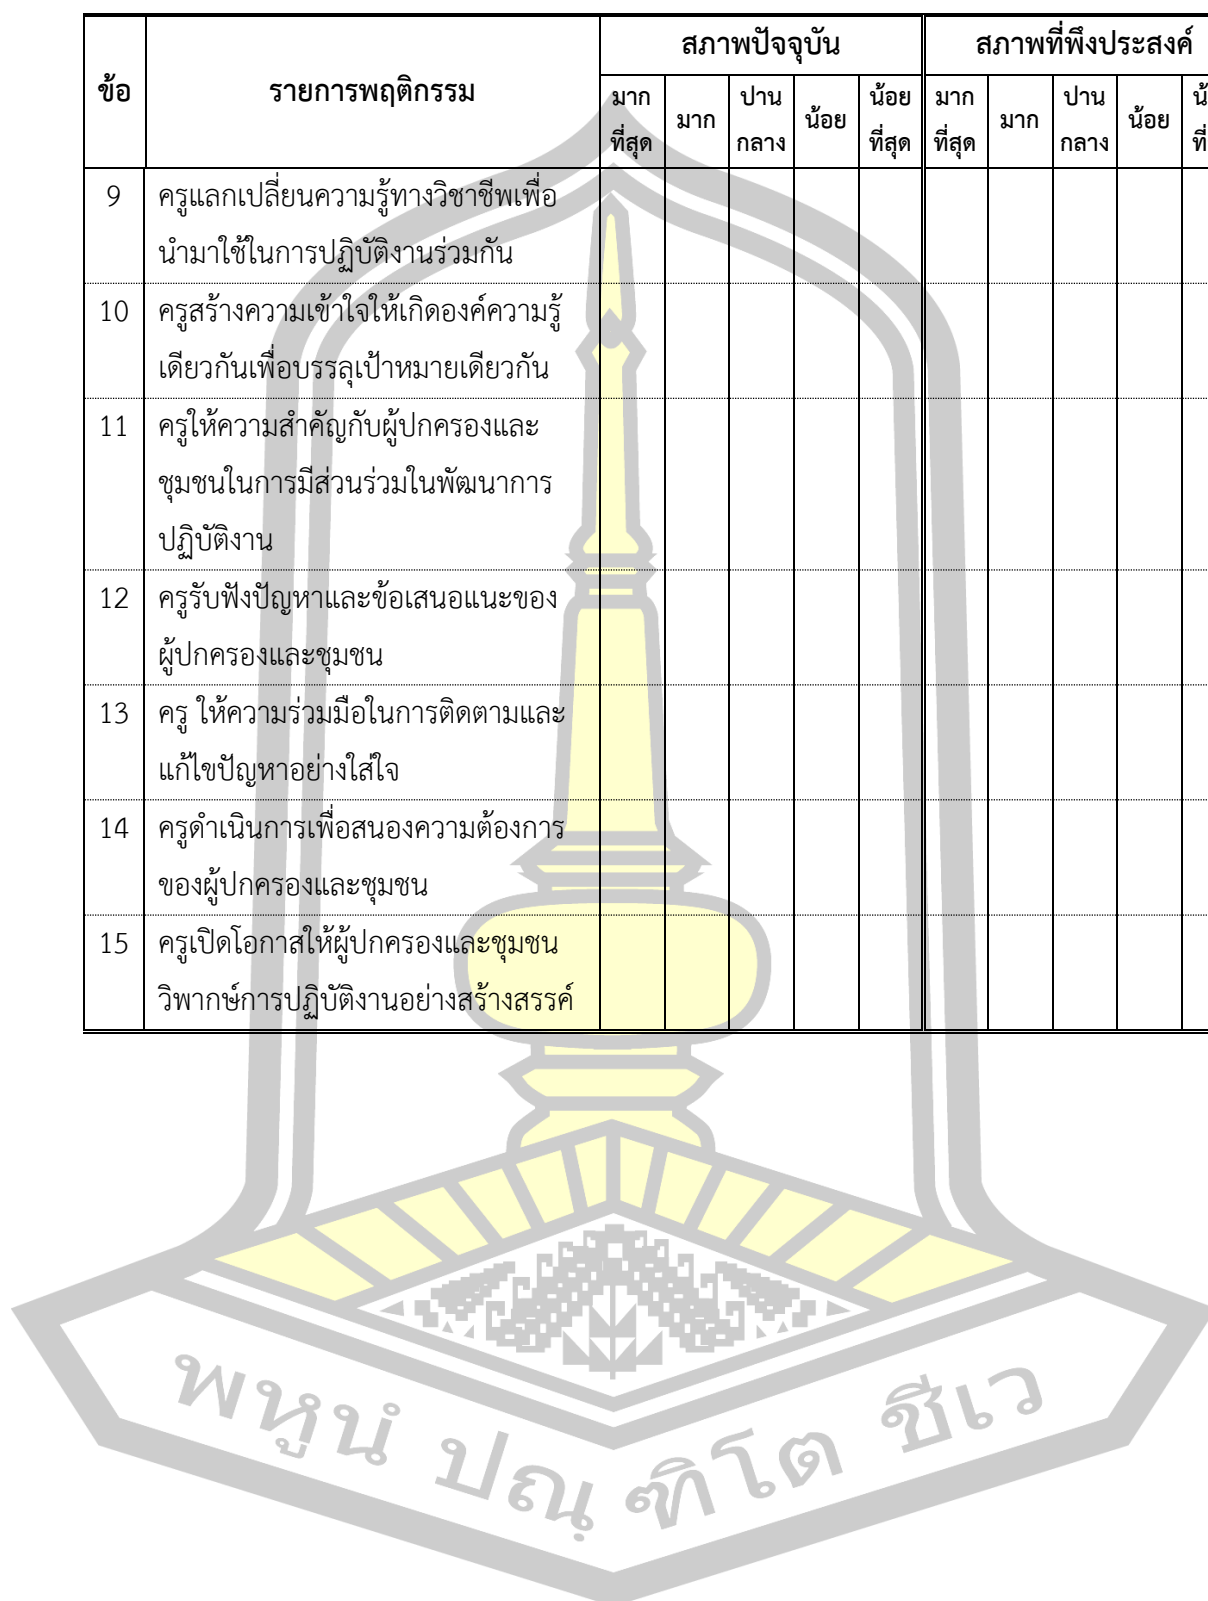 ข้อ รายการพฤติกรรม สภาพปัจจุบัน สภาพที่พึงประสงค์
มาก มาก ปาน น้อย น้อย มาก มาก ปาน น้อย
ที่สุด กลาง ที่สุด ที่สุด กลาง
9 ครูแลกเปลี่ยนความรู้ทางวิชาชีพเพื่อ
นำมาใช้ในการปฏิบัติงานร่วมกัน
10 ครูสร้างความเข้าใจให้เกิดองค์ความรู้
เดียวกันเพื่อบรรลุเป้าหมายเดียวกัน
11 ครูให้ความสำคัญกับผู้ปกครองและ
ชุมชนในการมีส่วนร่วมในพัฒนาการ
ปฏิบัติงาน
12 ครูรับฟังปัญหาและข้อเสนอแนะของ
ผู้ปกครองและชุมชน
13 ครู ให้ความร่วมมือในการติดตามและ
แก้ไขปัญหาอย่างใส่ใจ
14 ครูดำเนินการเพื่อสนองความต้องการ
ของผู้ปกครองและชุมชน
15 ครูเปิดโอกาสให้ผู้ปกครองและชุมชน
วิพากษ์การปฏิบัติงานอย่างสร้างสรรค์
พหูนํ ปณฺ ฑิโต ชีเว